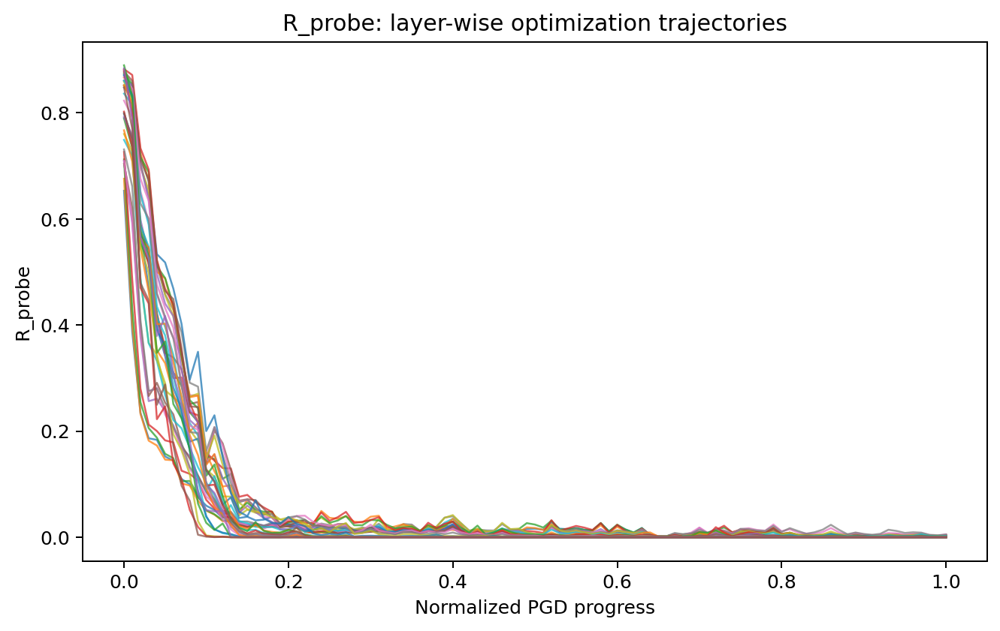 R_probe: layer-wise optimization trajectories
R_probe
0.8
0.6
0.4
0.2
0.0
0.0 0.2 0.4 0.6 0.8 1.0
Normalized PGD progress